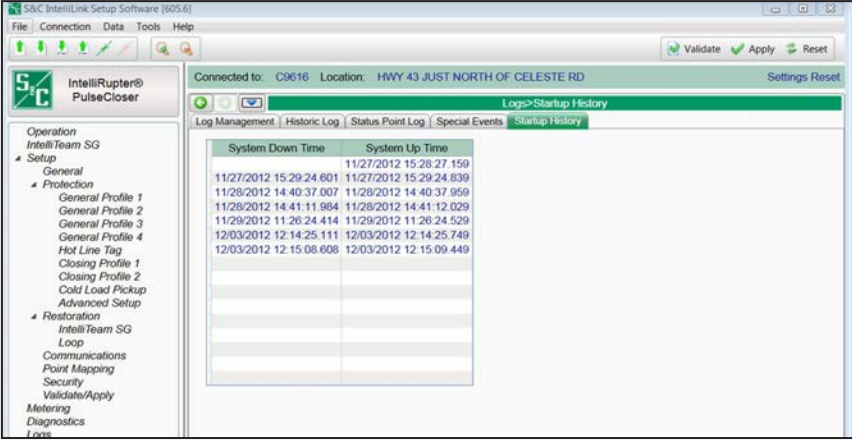 S&C IntelliLink Setup Software [605.6]
File Connection Data Tools Help
Validate Apply Reset
S&C IntelliRupter®
PulseCloser
Connected to: C9616 Location: HWY 43 JUST NORTH OF CELESTE RD Settings Reset
Logs>Startup History
Log Management Historic Log Status Point Log Special Events Startup History
Operation
IntelliTeam SG
Setup
General
Protection
General Profile 1
General Profile 2
General Profile 3
General Profile 4
Hot Line Tag
Closing Profile 1
Closing Profile 2
Cold Load Pickup
Advanced Setup
Restoration
IntelliTeam SG
Loop
Communications
Point Mapping
Security
Validate/Apply
Metering
Diagnostics
Logs
System Down Time System Up Time
11/27/2012 15:28:27.159
11/27/2012 15:29:24.601 11/27/2012 15:29:24.839
11/28/2012 14:40:37.007 11/28/2012 14:40:37.959
11/28/2012 14:41:11.984 11/28/2012 14:41:12.029
11/29/2012 11:26:24.414 11/29/2012 11:26:24.529
12/03/2012 12:14:25.111 12/03/2012 12:14:25.749
12/03/2012 12:15:08.608 12/03/2012 12:15:09.449